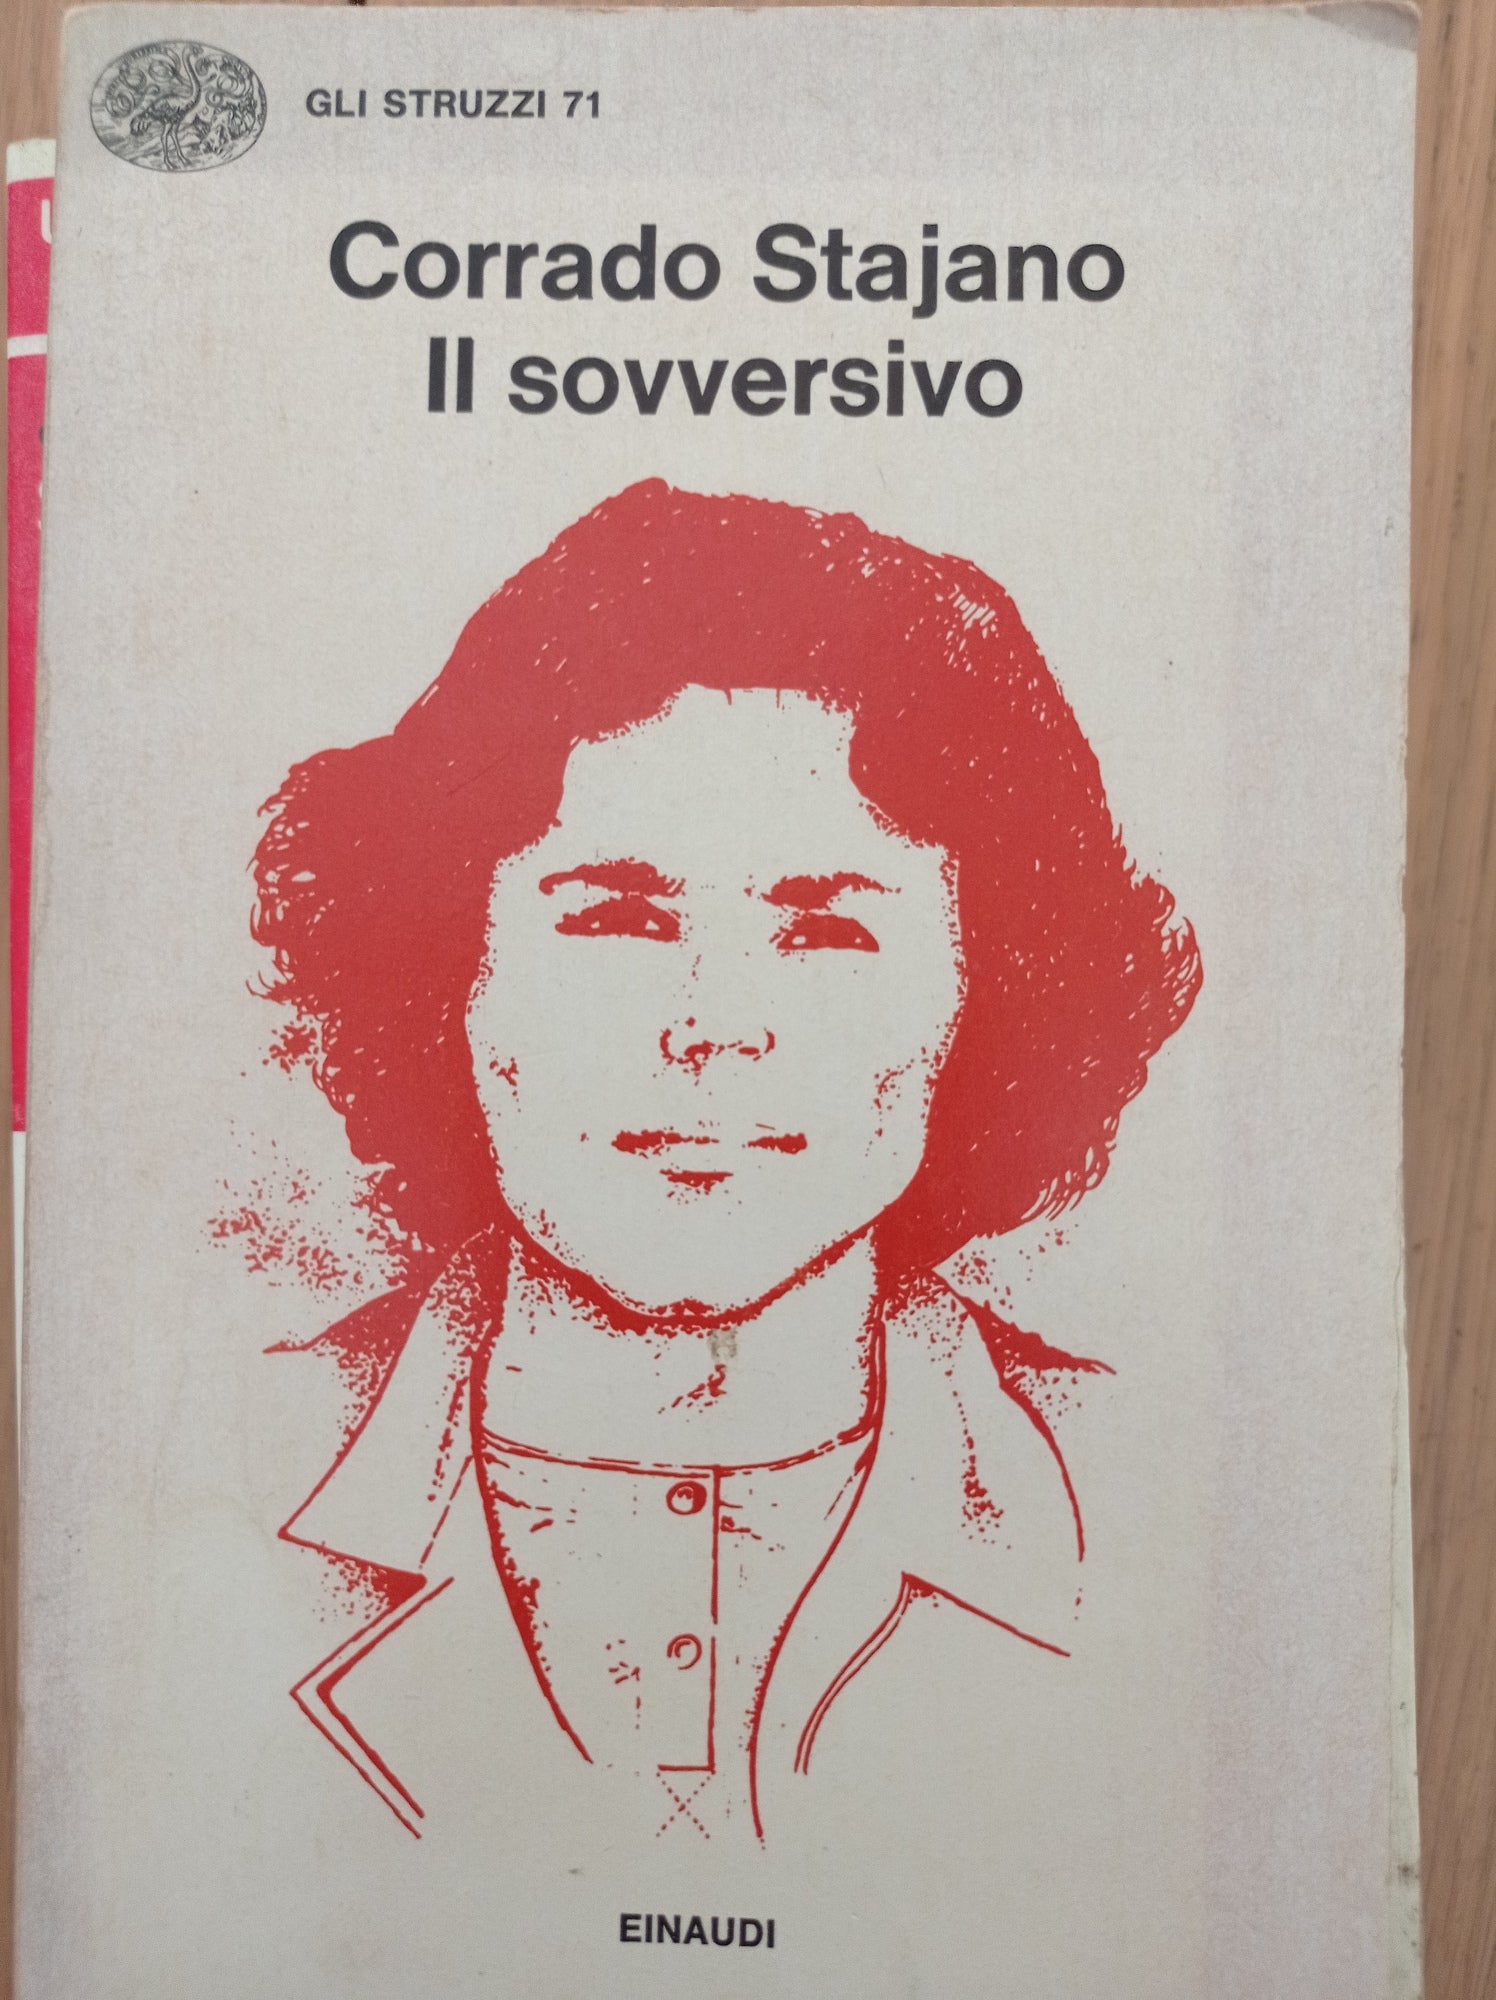 GLI STRUZZI 71
Corrado Stajano
Il sovversivo
EINAUDI